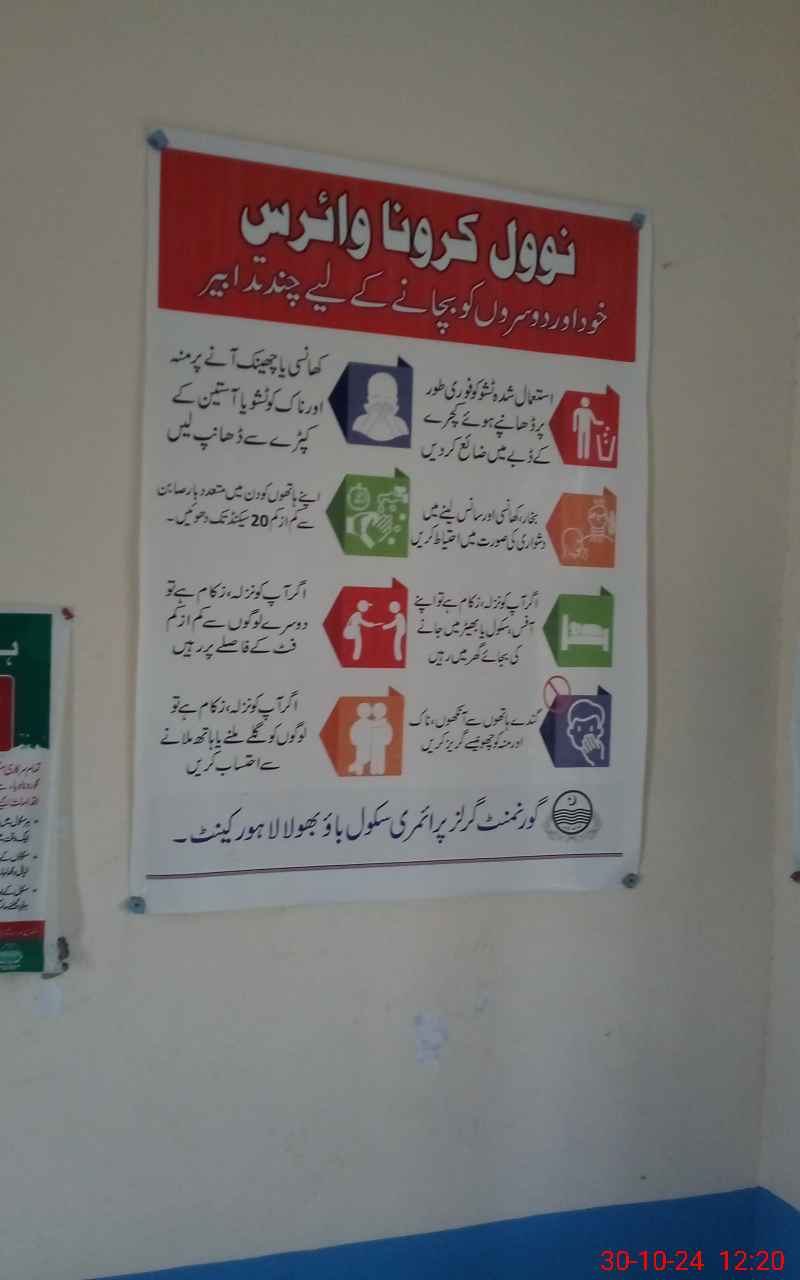 نوول کرونا وائرس
خود اور دوسروں کو بچانے کے لیے چند تدابیر
استعمال شدہ ٹشو کو فوری طور
پر ڈھانپے ہوئے کچرے
کے ڈبے میں ضائع کردیں
کھانسی یا چھینک آنے پر منہ
اور ناک کو ٹشو یا آستین کے
کپڑے سے ڈھانپ لیں
بخار، کھانسی اور سانس لینے میں
دشواری کی صورت میں احتیاط کریں
اپنے ہاتھوں کو دن میں متعدد بار صابن
سے کم از کم 20 سیکنڈ تک دھوئیں۔
اگر آپ کو نزلہ، زکام ہے تو اپنے
آفس، سکول یا بھیڑ میں جانے
کی بجائے گھر میں رہیں
اگر آپ کو نزلہ، زکام ہے تو
دوسرے لوگوں سے کم از کم
فٹ کے فاصلے پر رہیں
گندے ہاتھوں سے آنکھوں، ناک
اور منہ کو چھونے سے گریز کریں
اگر آپ کو نزلہ، زکام ہے تو
لوگوں کو گلے ملنے یا ہاتھ ملانے
سے احتساب کریں
گورنمنٹ گرلز پرائمری سکول باؤ بھولا لاہور کینٹ۔
تمام سرکاری
30-10-24 12:20